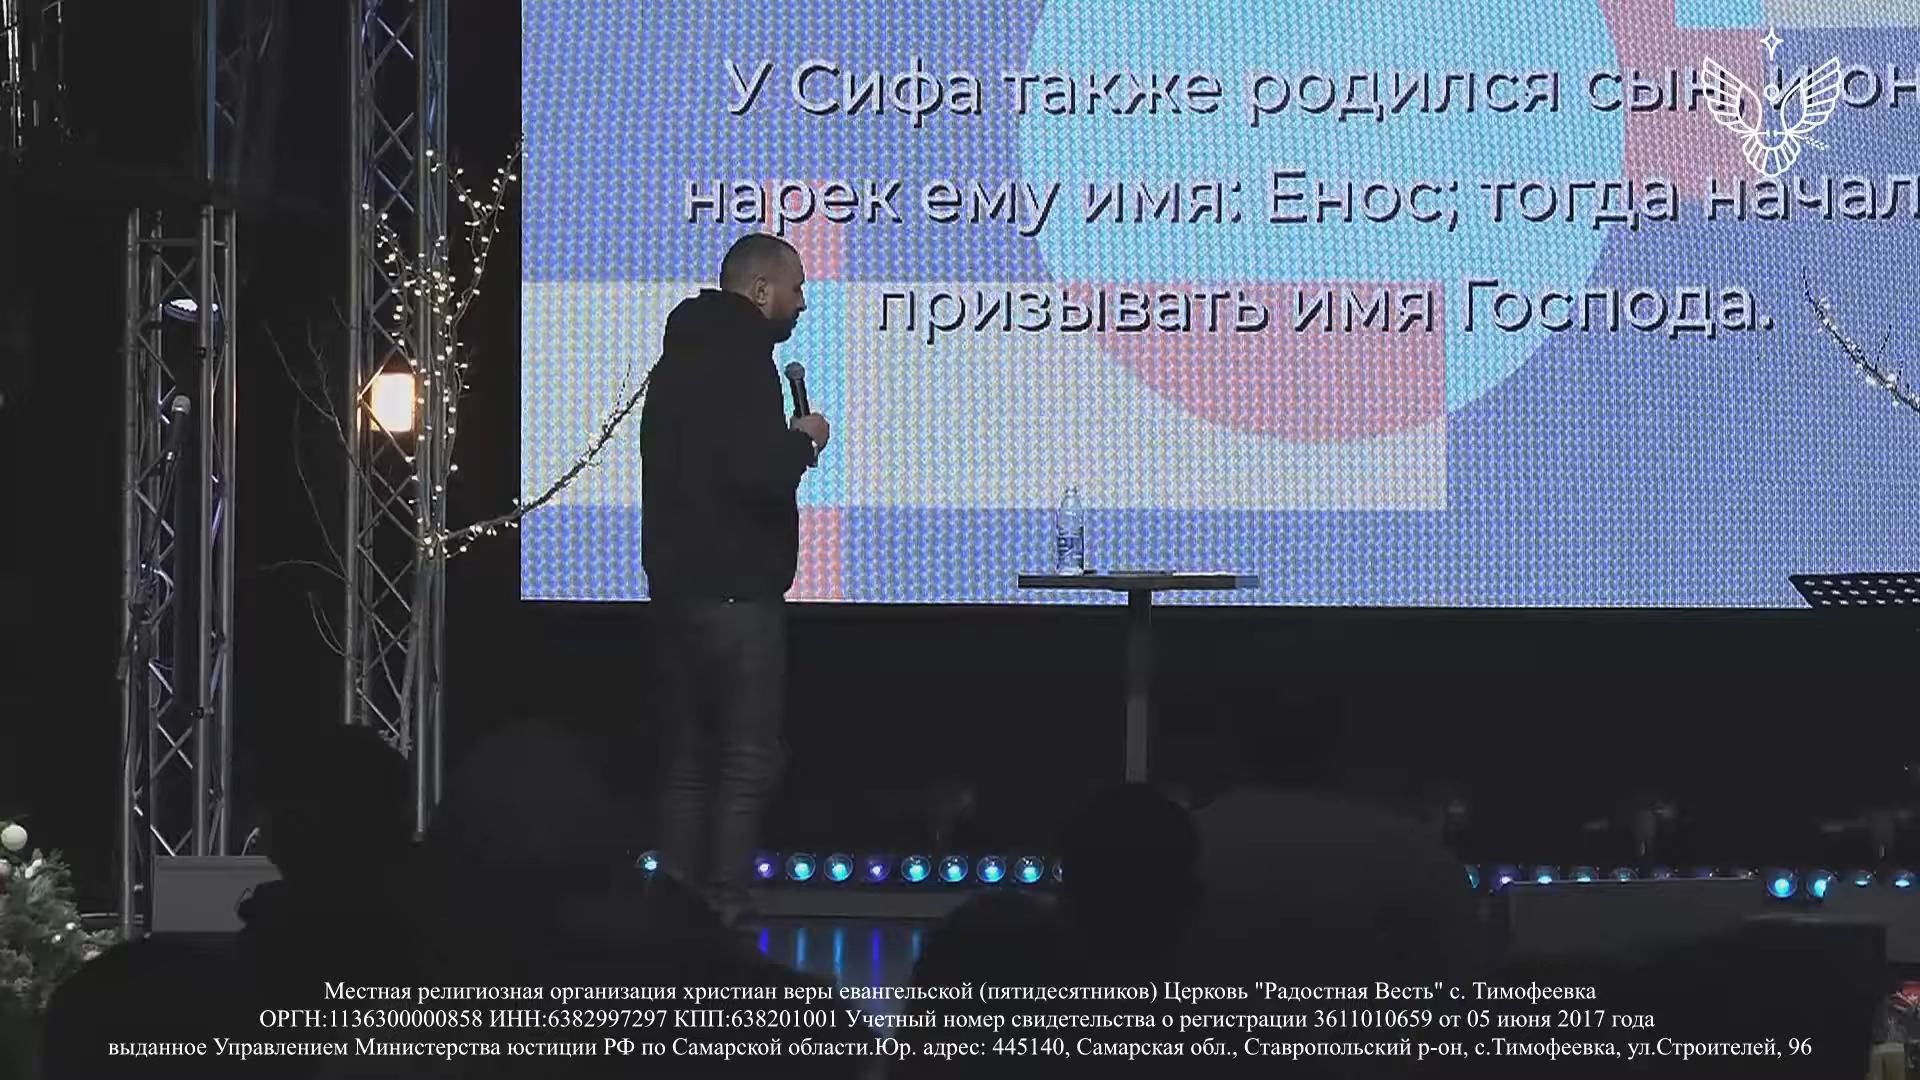 У Сифа также родился сын, и он
нарек ему имя: Енос; тогда начал
призывать имя Господа.
Местная религиозная организация христиан веры евангельской (пятидесятников) Церковь "Радостная Весть" с. Тимофеевка
ОРГН:1136300000858 ИНН:6382997297 КПП:638201001 Учетный номер свидетельства о регистрации 3611010659 от 05 июня 2017 года
выданное Управлением Министерства юстиции РФ по Самарской области.Юр. адрес: 445140, Самарская обл., Ставропольский р-он, с.Тимофеевка, ул.Строителей, 96